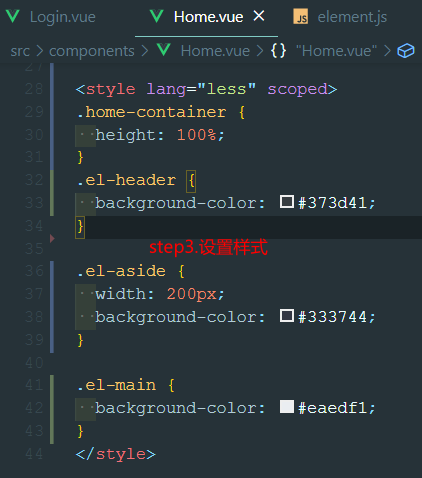 Login.vue Home.vue × element.js
src > components > Home.vue > {} "Home.vue" >
27
28 <style lang="less" scoped>
29 .home-container {
30 height: 100%;
31 }
32 .el-header {
33 background-color: #373d41;
34 }
35 step3.设置样式
36 .el-aside {
37 width: 200px;
38 background-color: #333744;
39 }
40
41 .el-main {
42 background-color: #eaedf1;
43 }
44 </style>